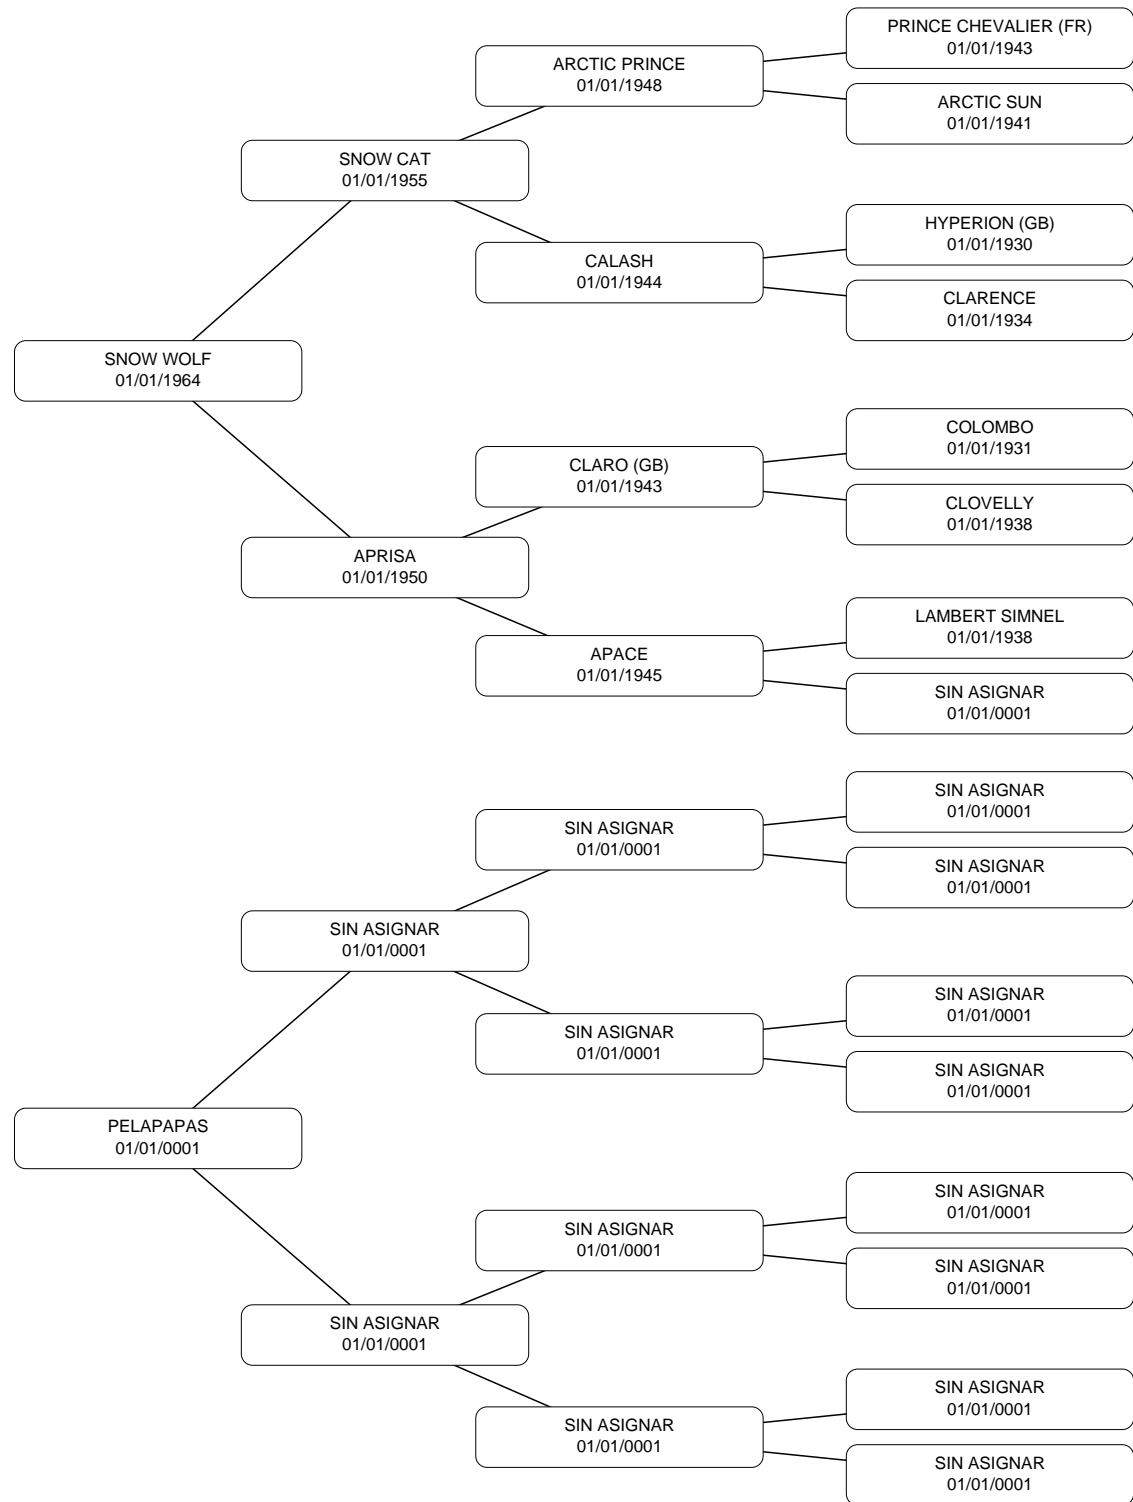 PRINCE CHEVALIER (FR)
01/01/1943
ARCTIC PRINCE
01/01/1948
ARCTIC SUN
01/01/1941
SNOW CAT
01/01/1955
HYPERION (GB)
01/01/1930
CALASH
01/01/1944
CLARENCE
01/01/1934
SNOW WOLF
01/01/1964
COLOMBO
01/01/1931
CLARO (GB)
01/01/1943
CLOVELLY
01/01/1938
APRISA
01/01/1950
LAMBERT SIMNEL
01/01/1938
APACE
01/01/1945
SIN ASIGNAR
01/01/0001
SIN ASIGNAR
01/01/0001
SIN ASIGNAR
01/01/0001
SIN ASIGNAR
01/01/0001
SIN ASIGNAR
01/01/0001
SIN ASIGNAR
01/01/0001
SIN ASIGNAR
01/01/0001
SIN ASIGNAR
01/01/0001
PELAPAPAS
01/01/0001
SIN ASIGNAR
01/01/0001
SIN ASIGNAR
01/01/0001
SIN ASIGNAR
01/01/0001
SIN ASIGNAR
01/01/0001
SIN ASIGNAR
01/01/0001
SIN ASIGNAR
01/01/0001
SIN ASIGNAR
01/01/0001